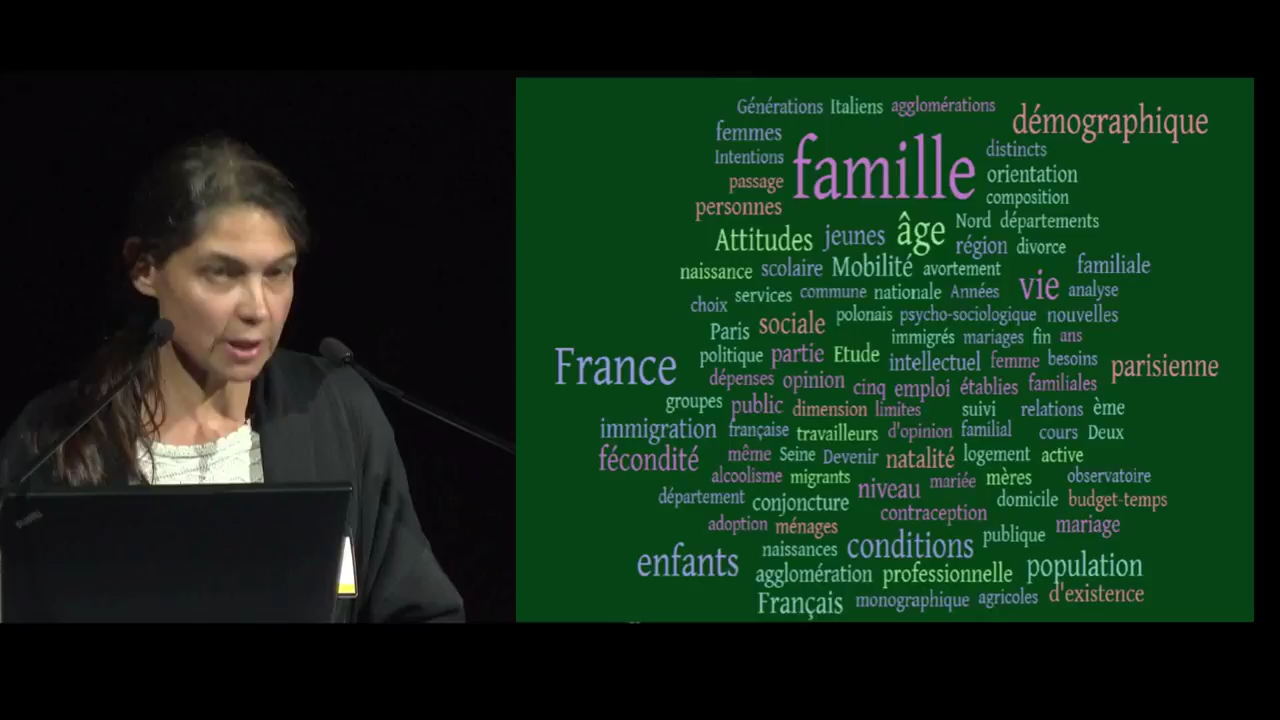 Générations Italiens agglomérations
démographique
femmes
famille
distincts
Intentions
orientation
passage
composition
personnes
Nord départements
Attitudes jeunes âge
région divorce
naissance scolaire Mobilité avortement
familiale
vie analyse
choix services commune nationale Années
polonais psycho-sociologique nouvelles
Paris sociale
immigrés mariages fin ans
France
politique partie Etude intellectuel femme besoins
parisienne
dépenses opinion cinq emploi établies familiales
groupes public dimension limites suivi relations ème
immigration française travailleurs d'opinion familial cours Deux
fécondité même Seine Devenir natalité logement active
alcoolisme migrants niveau mariée mères observatoire
département conjoncture domicile budget-temps
contraception
adoption ménages mariage
publique
enfants naissances conditions
agglomération professionnelle population
Français monographique agricoles d'existence